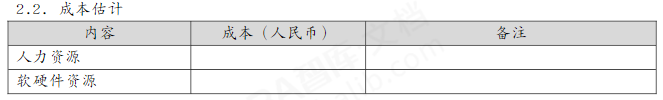 2.2. 成本估计
内容 成本（人民币） 备注
人力资源
软硬件资源